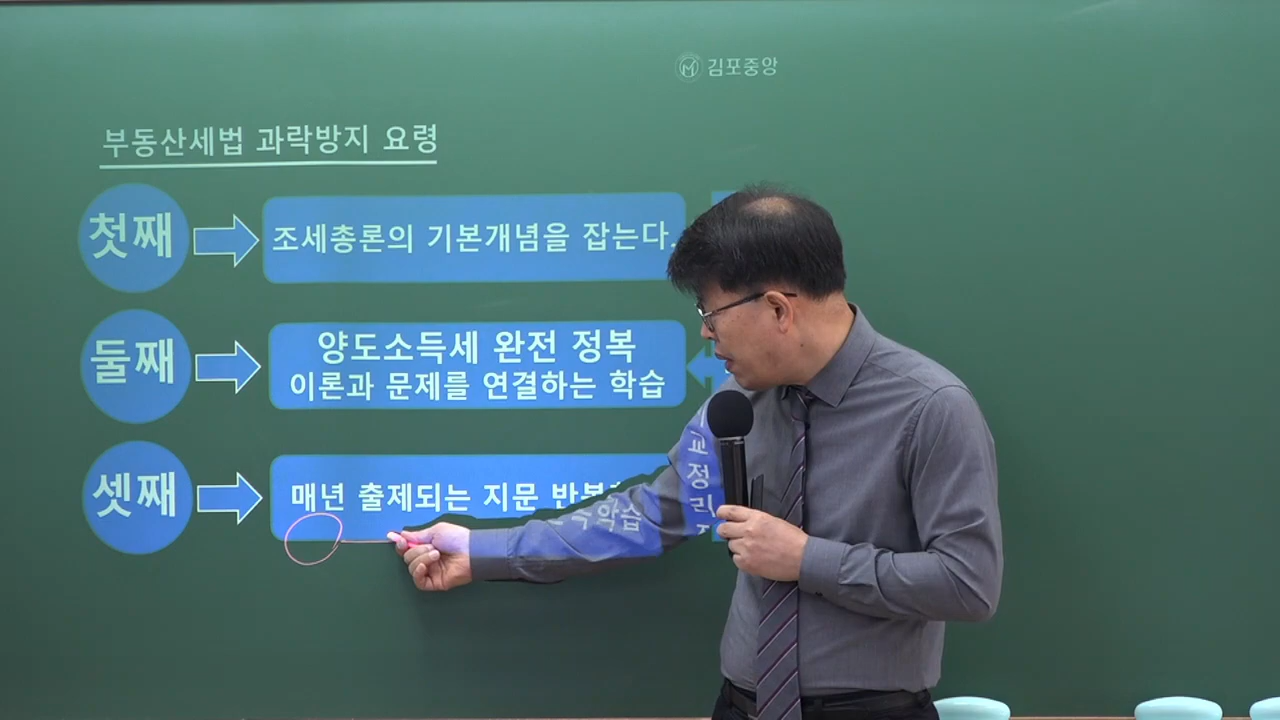 김포중앙
부동산세법 과락방지 요령
첫째
조세총론의 기본개념을 잡는다.
둘째
양도소득세 완전 정복
이론과 문제를 연결하는 학습
셋째
매년 출제되는 지문 반복학습
교
정
리